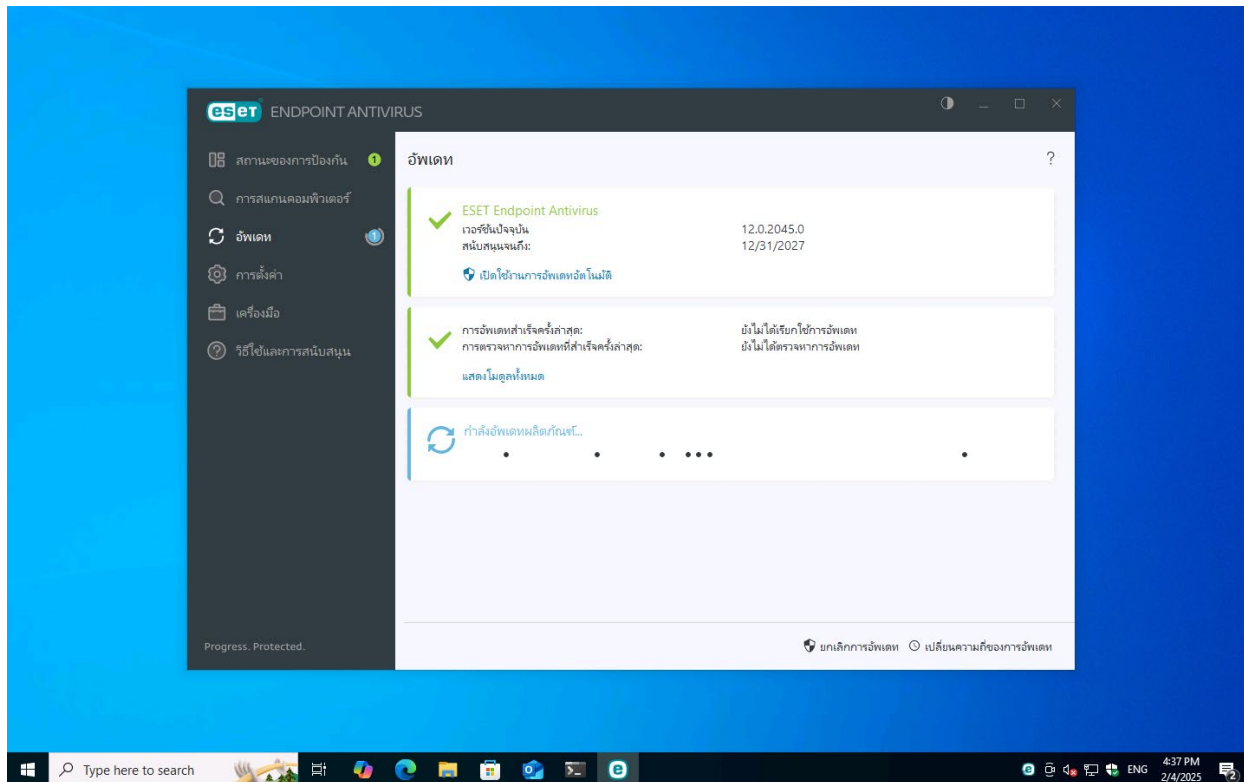 eset ENDPOINT ANTIVIRUS
สถานะของการป้องกัน 1
การสแกนคอมพิวเตอร์
อัพเดท 1
การตั้งค่า
เครื่องมือ
วิธีใช้และการสนับสนุน
Progress. Protected.
อัพเดท ?
ESET Endpoint Antivirus
เวอร์ชันปัจจุบัน 12.0.2045.0
สนับสนุนจนถึง: 12/31/2027
เปิดใช้งานการอัพเดทอัตโนมัติ
การอัพเดทสำเร็จครั้งล่าสุด: ยังไม่ได้เรียกใช้การอัพเดท
การตรวจหาการอัพเดทที่สำเร็จครั้งล่าสุด: ยังไม่ได้ตรวจหาการอัพเดท
แสดงโมดูลทั้งหมด
กำลังอัพเดทผลิตภัณฑ์...
ยกเลิกการอัพเดท เปลี่ยนความถี่ของการอัพเดท
Type here to search
ENG
4:37 PM
2/4/2025
2